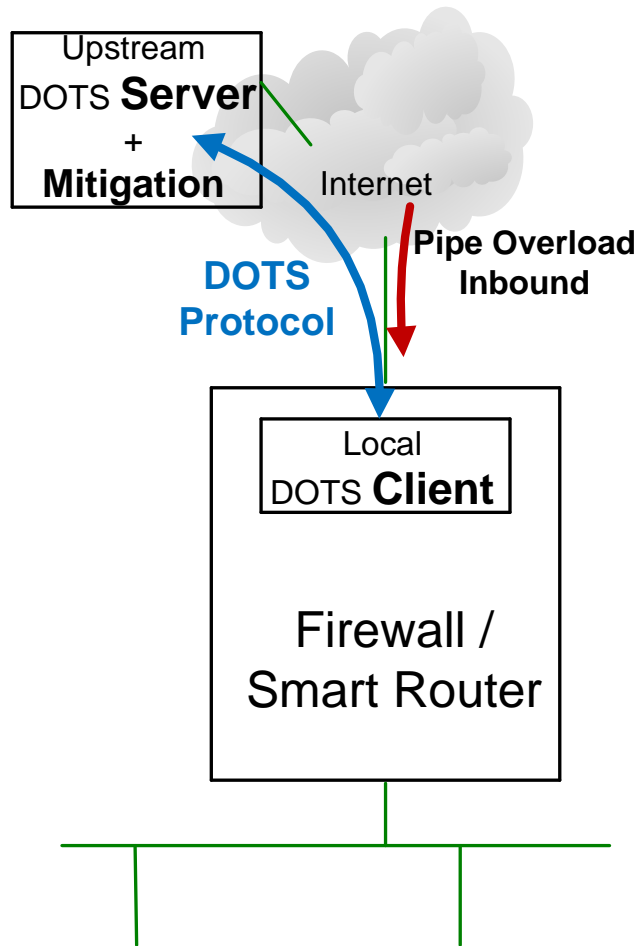 Upstream
DOTS Server
+
Mitigation
Internet
Pipe Overload
Inbound
DOTS
Protocol
Local
DOTS Client
Firewall /
Smart Router